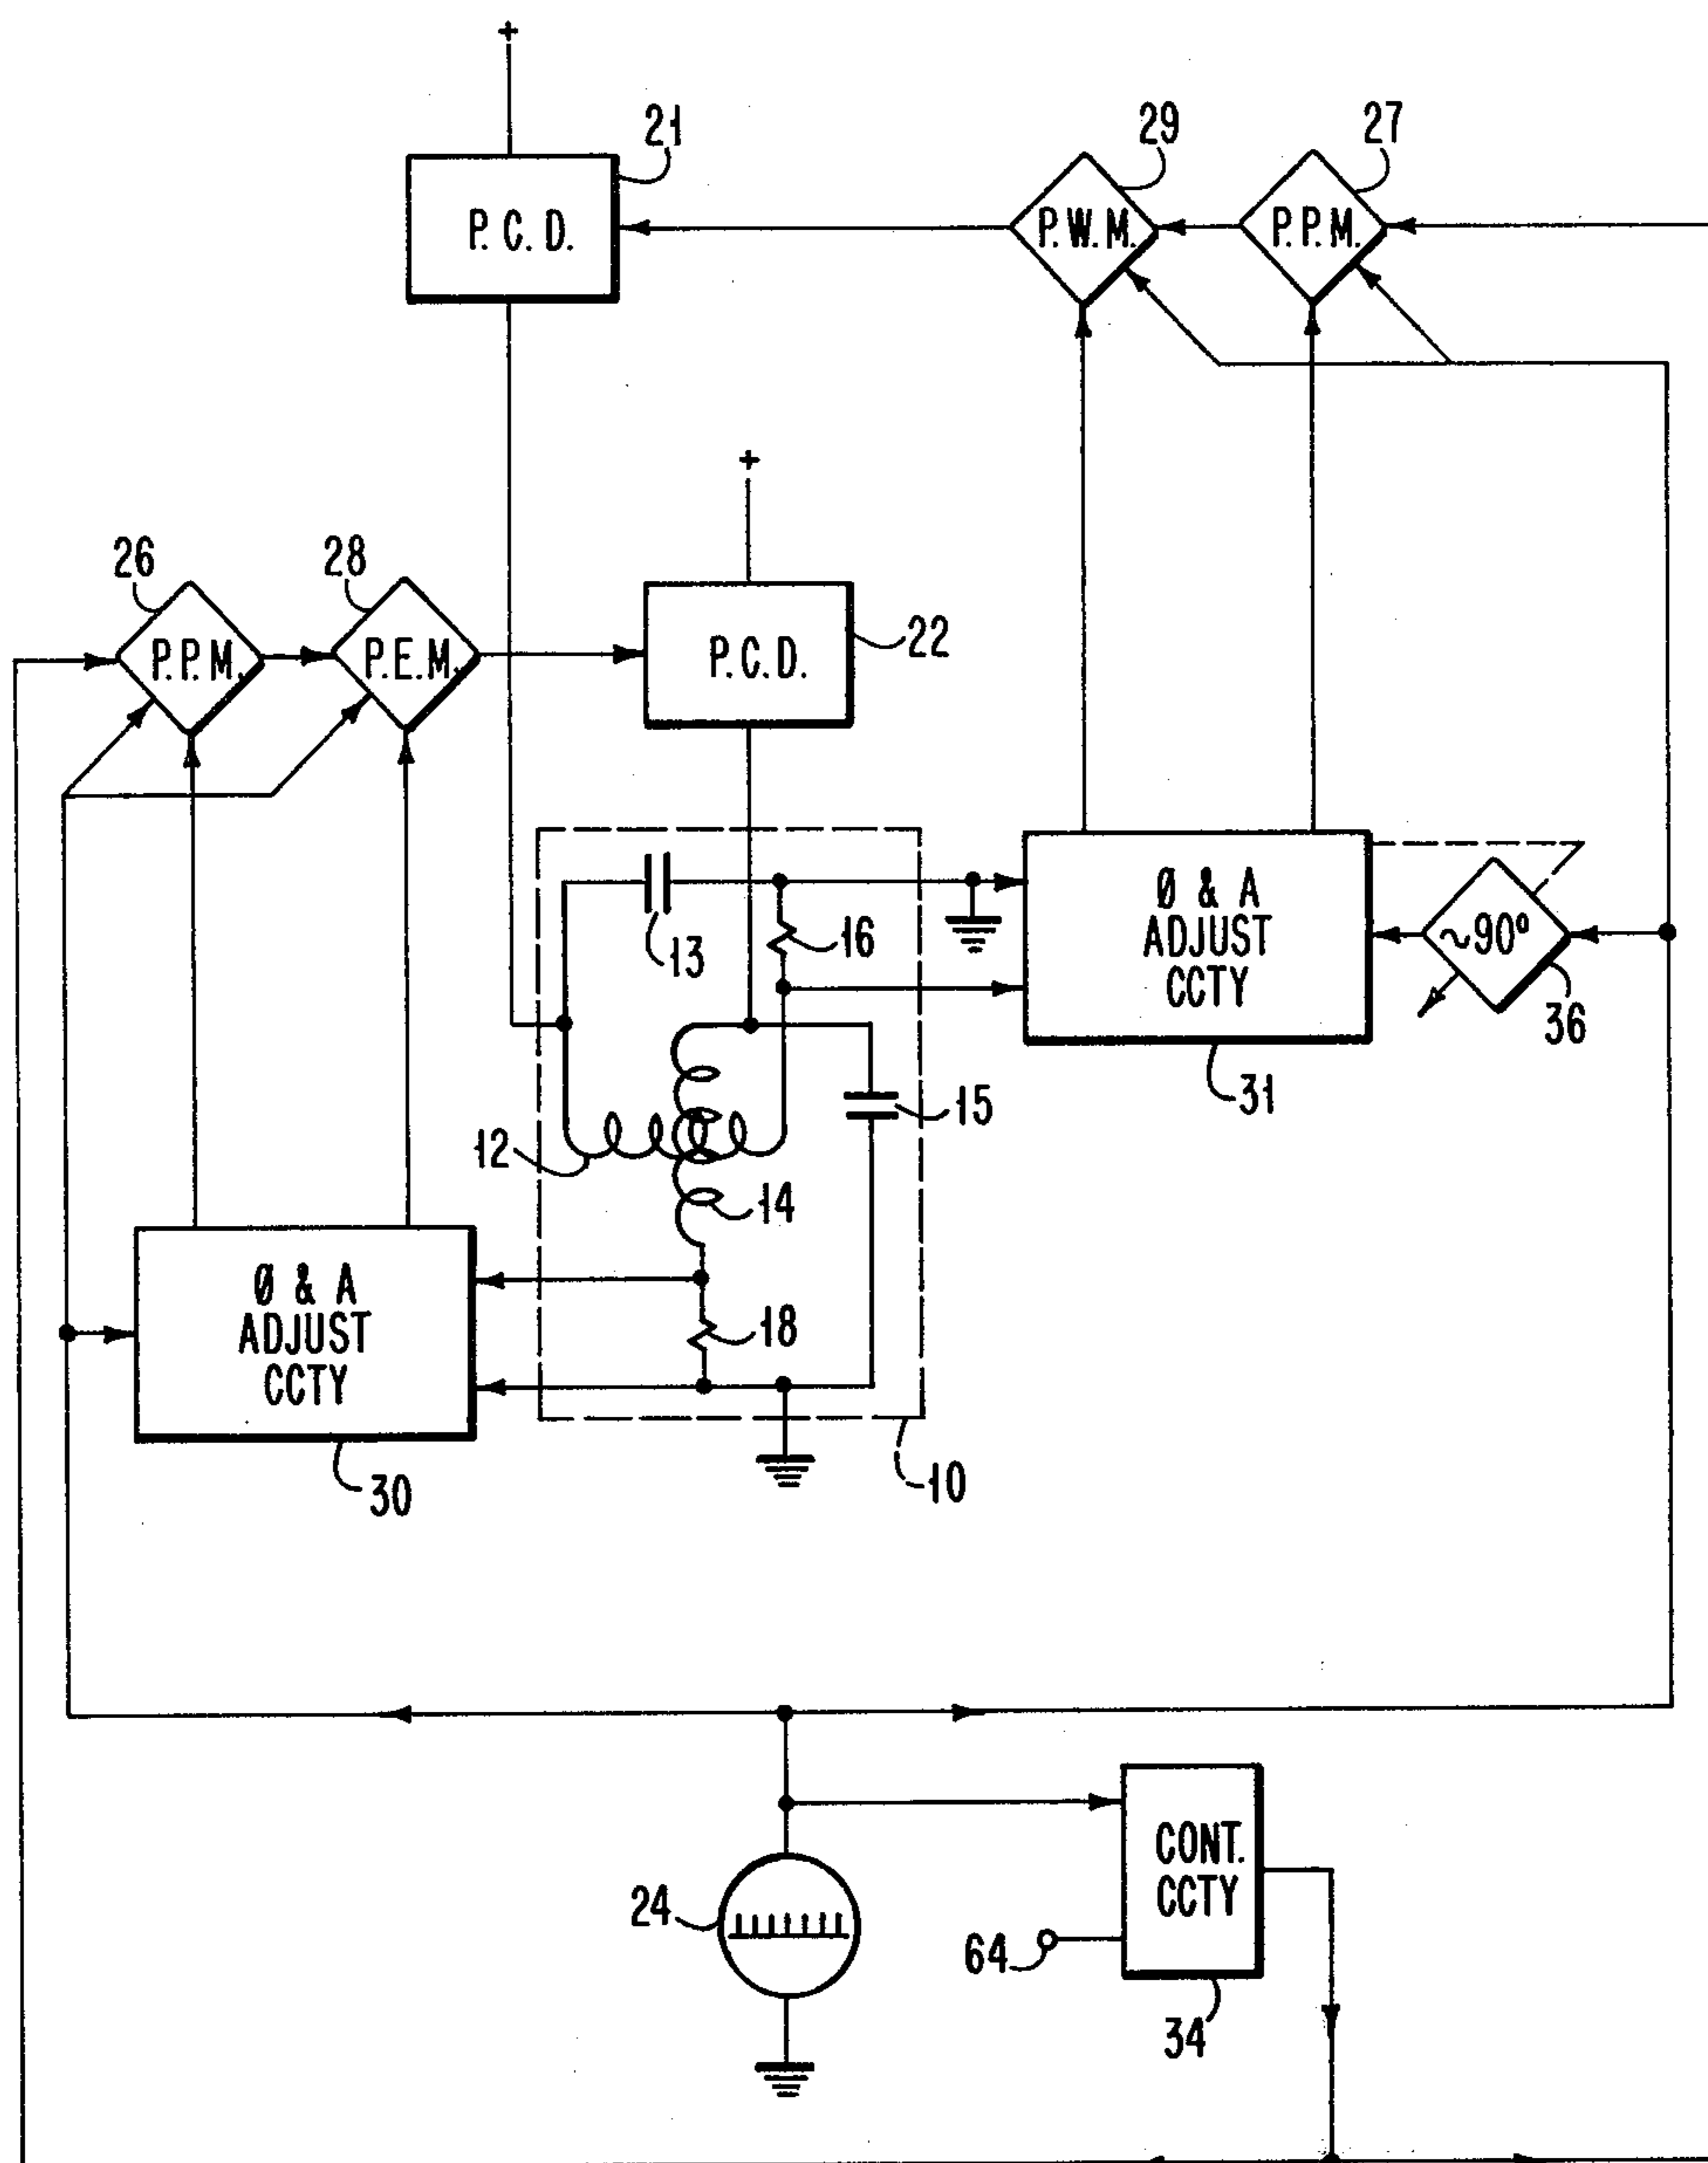 +
21
P. C. D.
29
P.W.M.
27
P.P.M.
+
26
P.P.M.
28
P.E.M.
P.C.D.
22
13
16
Ø & A
ADJUST
CCTY
31
~90°
36
12
15
14
Ø & A
ADJUST
CCTY
30
18
10
24
CONT.
CCTY
64
34